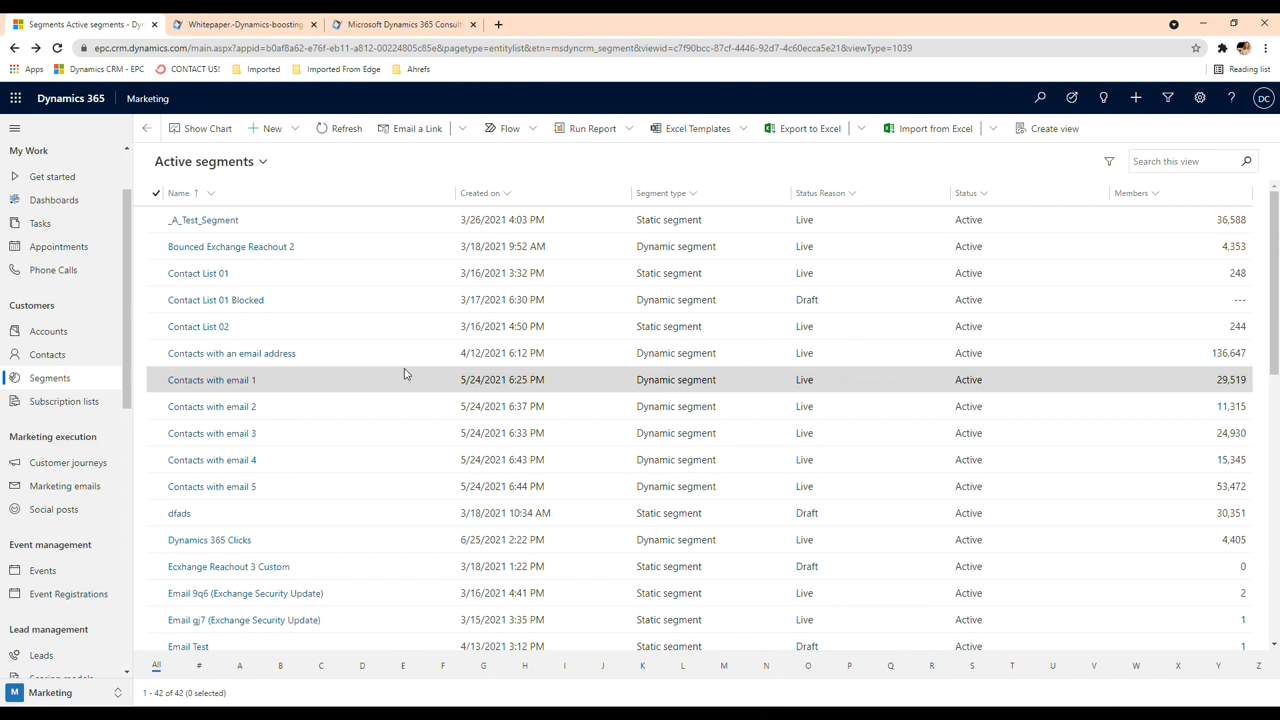 Segments Active segments - Dyn
Whitepaper.-Dynamics-boosting-
Microsoft Dynamics 365 Consult
epc.crm.dynamics.com/main.aspx?appid=b0af8a62-e76f-eb11-a812-00224805c85e&pagetype=entitylist&etn=msdyncrm_segment&viewid=c7f90bcc-87cf-4446-92d7-4c60ecca5e21&viewType=1039
Apps Dynamics CRM - EPC CONTACT US! Imported Imported From Edge Ahrefs Reading list
Dynamics 365 Marketing DC
Show Chart New Refresh Email a Link Flow Run Report Excel Templates Export to Excel Import from Excel Create view
My Work
Get started
Dashboards
Tasks
Appointments
Phone Calls
Customers
Accounts
Contacts
Segments
Subscription lists
Marketing execution
Customer journeys
Marketing emails
Social posts
Event management
Events
Event Registrations
Lead management
Leads
M Marketing
Active segments
Search this view
Name ↑ Created on Segment type Status Reason Status Members
_A_Test_Segment 3/26/2021 4:03 PM Static segment Live Active 36,588
Bounced Exchange Reachout 2 3/18/2021 9:52 AM Dynamic segment Live Active 4,353
Contact List 01 3/16/2021 3:32 PM Static segment Live Active 248
Contact List 01 Blocked 3/17/2021 6:30 PM Dynamic segment Draft Active ---
Contact List 02 3/16/2021 4:50 PM Static segment Live Active 244
Contacts with an email address 4/12/2021 6:12 PM Dynamic segment Live Active 136,647
Contacts with email 1 5/24/2021 6:25 PM Dynamic segment Live Active 29,519
Contacts with email 2 5/24/2021 6:37 PM Dynamic segment Live Active 11,315
Contacts with email 3 5/24/2021 6:33 PM Dynamic segment Live Active 24,930
Contacts with email 4 5/24/2021 6:43 PM Dynamic segment Live Active 15,345
Contacts with email 5 5/24/2021 6:44 PM Dynamic segment Live Active 53,472
dfads 3/18/2021 10:34 AM Static segment Draft Active 30,351
Dynamics 365 Clicks 6/25/2021 2:22 PM Dynamic segment Live Active 4,405
Ecxhange Reachout 3 Custom 3/18/2021 1:22 PM Static segment Draft Active 0
Email 9q6 (Exchange Security Update) 3/16/2021 4:41 PM Static segment Live Active 2
Email gj7 (Exchange Security Update) 3/15/2021 3:35 PM Static segment Live Active 1
Email Test 4/13/2021 3:12 PM Static segment Draft Active 1
All # A B C D E F G H I J K L M N O P Q R S T U V W X Y Z
1 - 42 of 42 (0 selected)